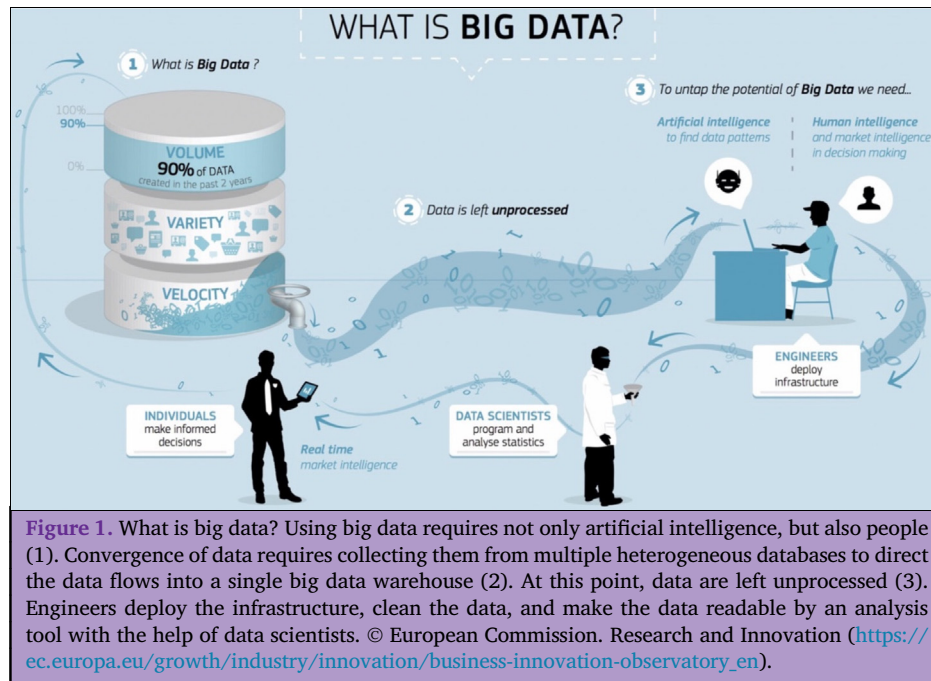 WHAT IS BIG DATA?
1 What is Big Data ?
100%
90%
0%
VOLUME
90% of DATA
created in the past 2 years
VARIETY
VELOCITY
2 Data is left unprocessed
3 To untap the potential of Big Data we need...
Artificial intelligence
to find data patterns
Human intelligence
and market intelligence
in decision making
ENGINEERS
deploy
infrastructure
DATA SCIENTISTS
program and
analyse statistics
INDIVIDUALS
make informed
decisions
Real time
market intelligence
Figure 1. What is big data? Using big data requires not only artificial intelligence, but also people
(1). Convergence of data requires collecting them from multiple heterogeneous databases to direct
the data flows into a single big data warehouse (2). At this point, data are left unprocessed (3).
Engineers deploy the infrastructure, clean the data, and make the data readable by an analysis
tool with the help of data scientists. © European Commission. Research and Innovation (https://
ec.europa.eu/growth/industry/innovation/business-innovation-observatory_en).